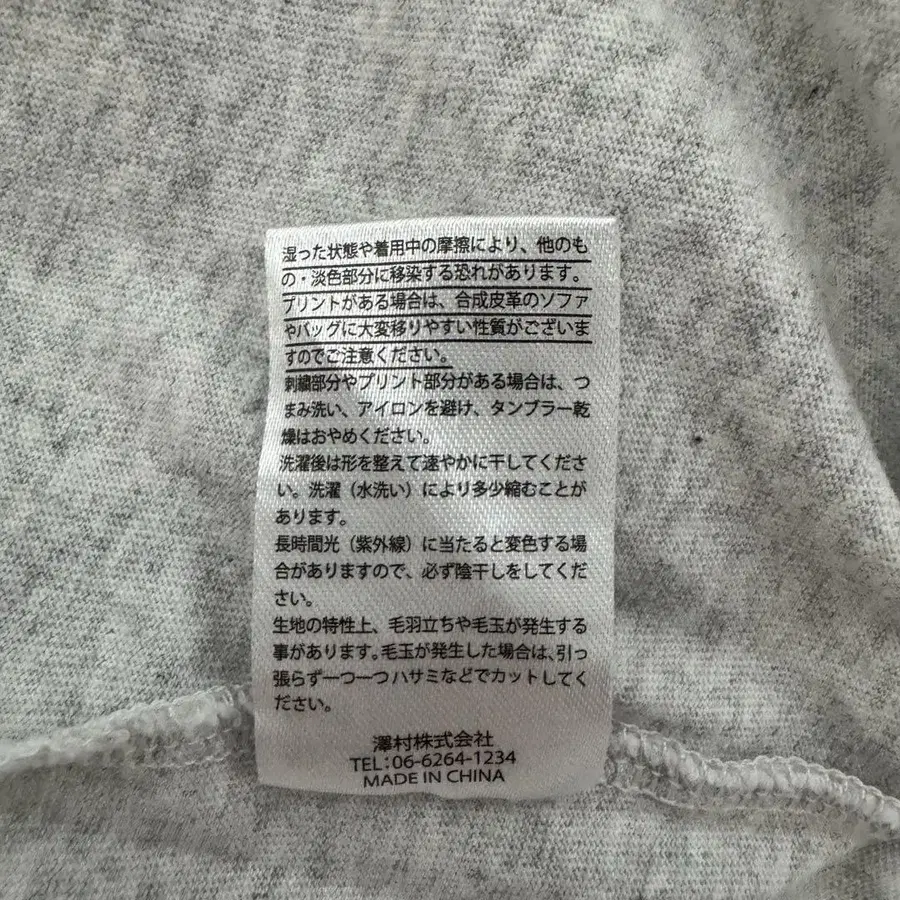 湿った状態や着用中の摩擦により、他のも
の・淡色部分に移染する恐れがあります。
プリントがある場合は、合成皮革のソファ
やバッグに大変移りやすい性質がございま
すのでご注意ください。
刺繍部分やプリント部分がある場合は、つ
まみ洗い、アイロンを避け、タンブラー乾
燥はおやめください。
洗濯後は形を整えて速やかに干してくださ
い。洗濯（水洗い）により多少縮むことが
あります。
長時間光（紫外線）に当たると変色する場
合がありますので、必ず陰干しをしてくだ
さい。
生地の特性上、毛羽立ちや毛玉が発生する
事があります。毛玉が発生した場合は、引っ
張らず一つ一つハサミなどでカットしてく
ださい。
澤村株式会社
TEL:06-6264-1234
MADE IN CHINA